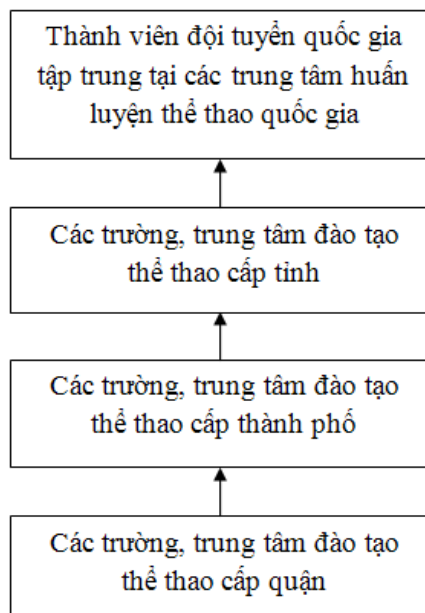 Thành viên đội tuyển quốc gia
tập trung tại các trung tâm huấn
luyện thể thao quốc gia
Các trường, trung tâm đào tạo
thể thao cấp tỉnh
Các trường, trung tâm đào tạo
thể thao cấp thành phố
Các trường, trung tâm đào tạo
thể thao cấp quận